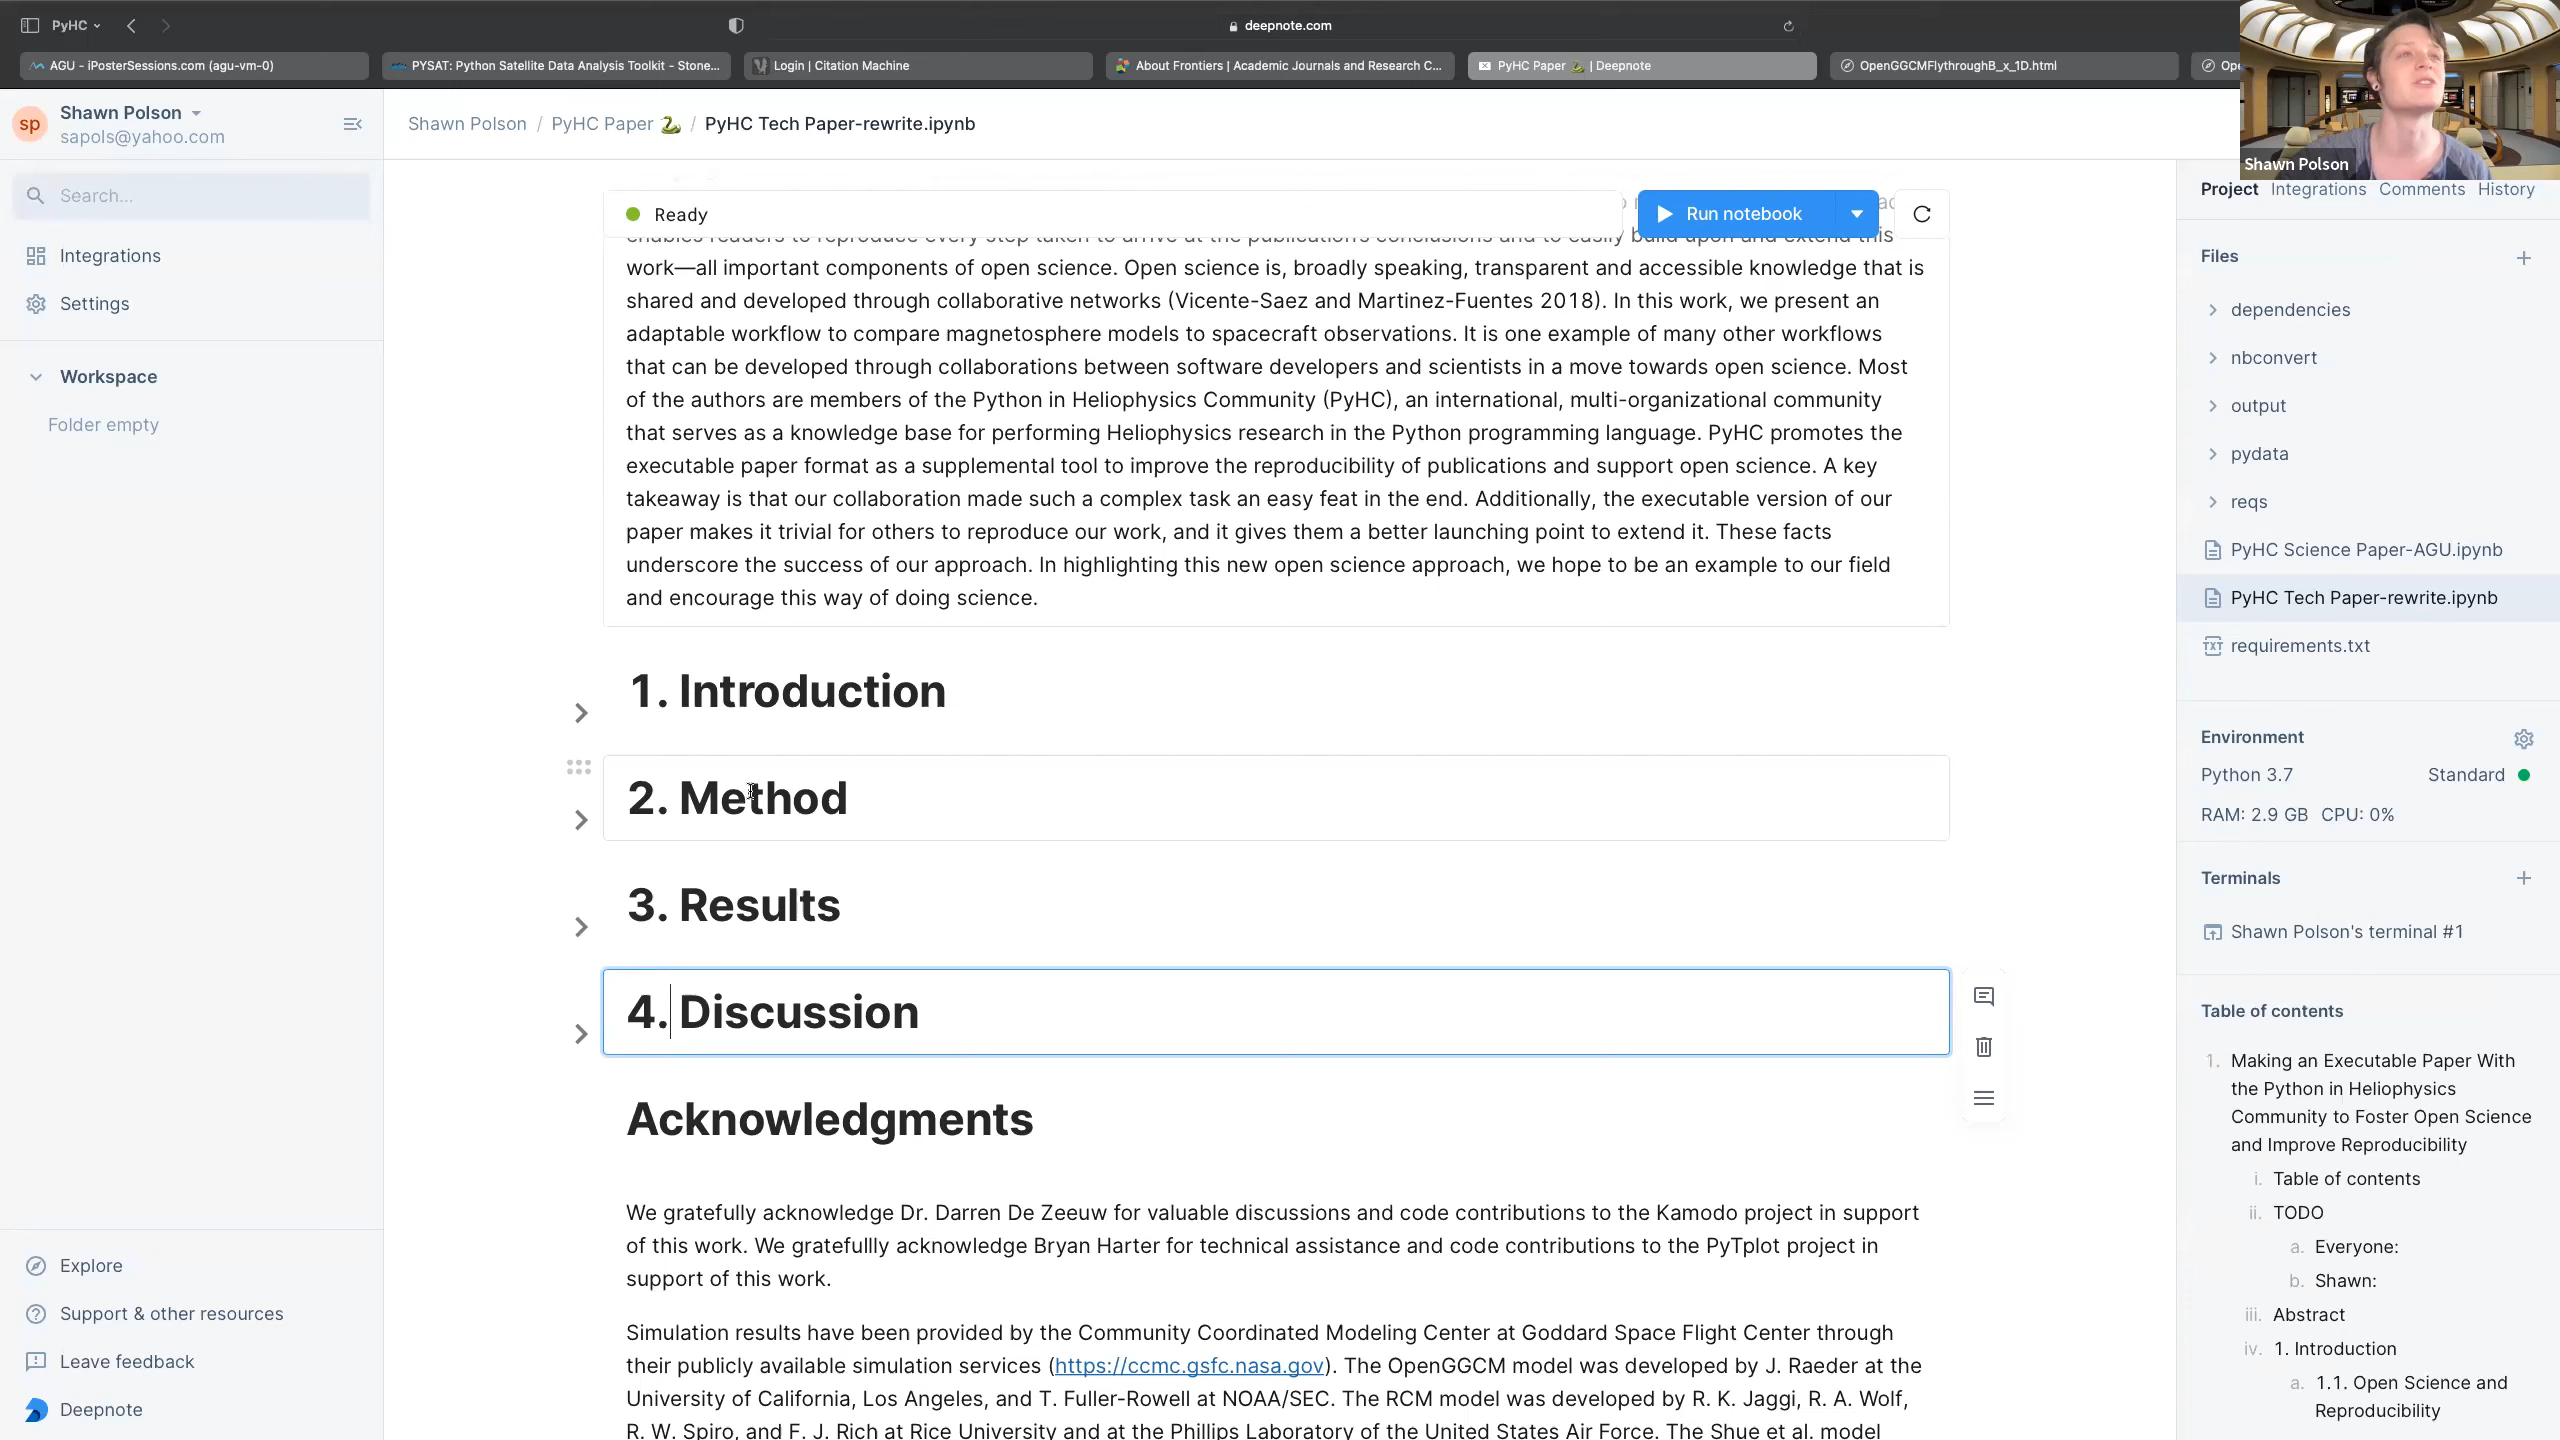 PyHC
deepnote.com
AGU - iPosterSessions.com (agu-vm-0)
PYSAT: Python Satellite Data Analysis Toolkit - Stone...
Login | Citation Machine
About Frontiers | Academic Journals and Research C...
PyHC Paper 🐍 | Deepnote
OpenGGCMFlythroughB_x_1D.html
Ope
Shawn Polson
sp
Shawn Polson
sapols@yahoo.com
Search...
Integrations
Settings
Workspace
Folder empty
Explore
Support & other resources
Leave feedback
Deepnote
Shawn Polson / PyHC Paper 🐍 / PyHC Tech Paper-rewrite.ipynb
Ready
Run notebook
enables readers to reproduce every step taken to arrive at the publication's conclusions and to easily build upon and extend this
work—all important components of open science. Open science is, broadly speaking, transparent and accessible knowledge that is
shared and developed through collaborative networks (Vicente-Saez and Martinez-Fuentes 2018). In this work, we present an
adaptable workflow to compare magnetosphere models to spacecraft observations. It is one example of many other workflows
that can be developed through collaborations between software developers and scientists in a move towards open science. Most
of the authors are members of the Python in Heliophysics Community (PyHC), an international, multi-organizational community
that serves as a knowledge base for performing Heliophysics research in the Python programming language. PyHC promotes the
executable paper format as a supplemental tool to improve the reproducibility of publications and support open science. A key
takeaway is that our collaboration made such a complex task an easy feat in the end. Additionally, the executable version of our
paper makes it trivial for others to reproduce our work, and it gives them a better launching point to extend it. These facts
underscore the success of our approach. In highlighting this new open science approach, we hope to be an example to our field
and encourage this way of doing science.
1. Introduction
2. Method
3. Results
4. Discussion
Acknowledgments
We gratefully acknowledge Dr. Darren De Zeeuw for valuable discussions and code contributions to the Kamodo project in support
of this work. We gratefullly acknowledge Bryan Harter for technical assistance and code contributions to the PyTplot project in
support of this work.
Simulation results have been provided by the Community Coordinated Modeling Center at Goddard Space Flight Center through
their publicly available simulation services (https://ccmc.gsfc.nasa.gov). The OpenGGCM model was developed by J. Raeder at the
University of California, Los Angeles, and T. Fuller-Rowell at NOAA/SEC. The RCM model was developed by R. K. Jaggi, R. A. Wolf,
R. W. Spiro, and F. J. Rich at Rice University and at the Phillips Laboratory of the United States Air Force. The Shue et al. model
Project Integrations Comments History
Files
dependencies
nbconvert
output
pydata
reqs
PyHC Science Paper-AGU.ipynb
PyHC Tech Paper-rewrite.ipynb
requirements.txt
Environment
Python 3.7 Standard
RAM: 2.9 GB CPU: 0%
Terminals
Shawn Polson's terminal #1
Table of contents
1. Making an Executable Paper With
the Python in Heliophysics
Community to Foster Open Science
and Improve Reproducibility
i. Table of contents
ii. TODO
a. Everyone:
b. Shawn:
iii. Abstract
iv. 1. Introduction
a. 1.1. Open Science and
Reproducibility